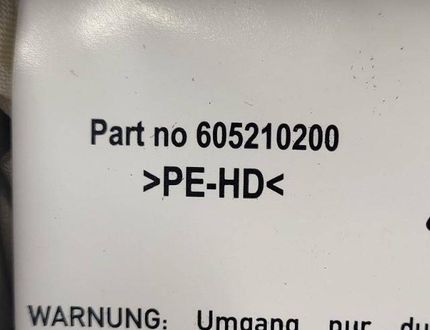 Part no 605210200
>PE-HD<
WARNUNG: Umgang nur